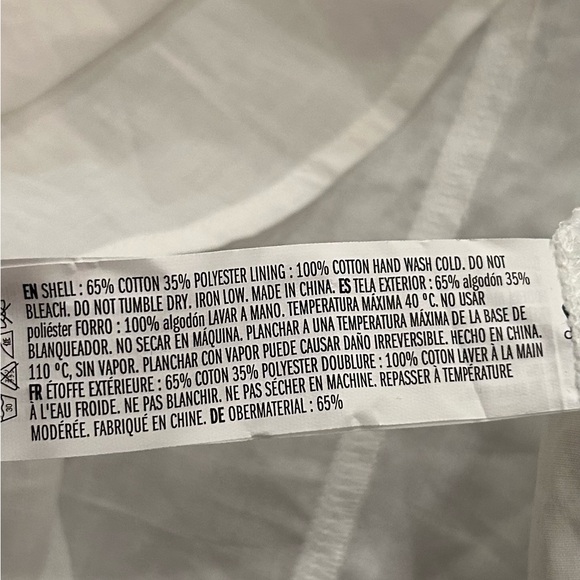 EN SHELL : 65% COTTON 35% POLYESTER LINING : 100% COTTON HAND WASH COLD. DO NOT
BLEACH. DO NOT TUMBLE DRY. IRON LOW. MADE IN CHINA. ES TELA EXTERIOR : 65% algodón 35%
poliéster FORRO : 100% algodón LAVAR A MANO. TEMPERATURA MÁXIMA 40 °C. NO USAR
BLANQUEADOR. NO SECAR EN MÁQUINA. PLANCHAR A UNA TEMPERATURA MÁXIMA DE LA BASE DE
110 °C, SIN VAPOR. PLANCHAR CON VAPOR PUEDE CAUSAR DAÑO IRREVERSIBLE. HECHO EN CHINA.
FR ÉTOFFE EXTÉRIEURE : 65% COTON 35% POLYESTER DOUBLURE : 100% COTON LAVER À LA MAIN
À L'EAU FROIDE. NE PAS BLANCHIR. NE PAS SÉCHER EN MACHINE. REPASSER À TEMPÉRATURE
MODÉRÉE. FABRIQUÉ EN CHINE. DE OBERMATERIAL : 65%
30